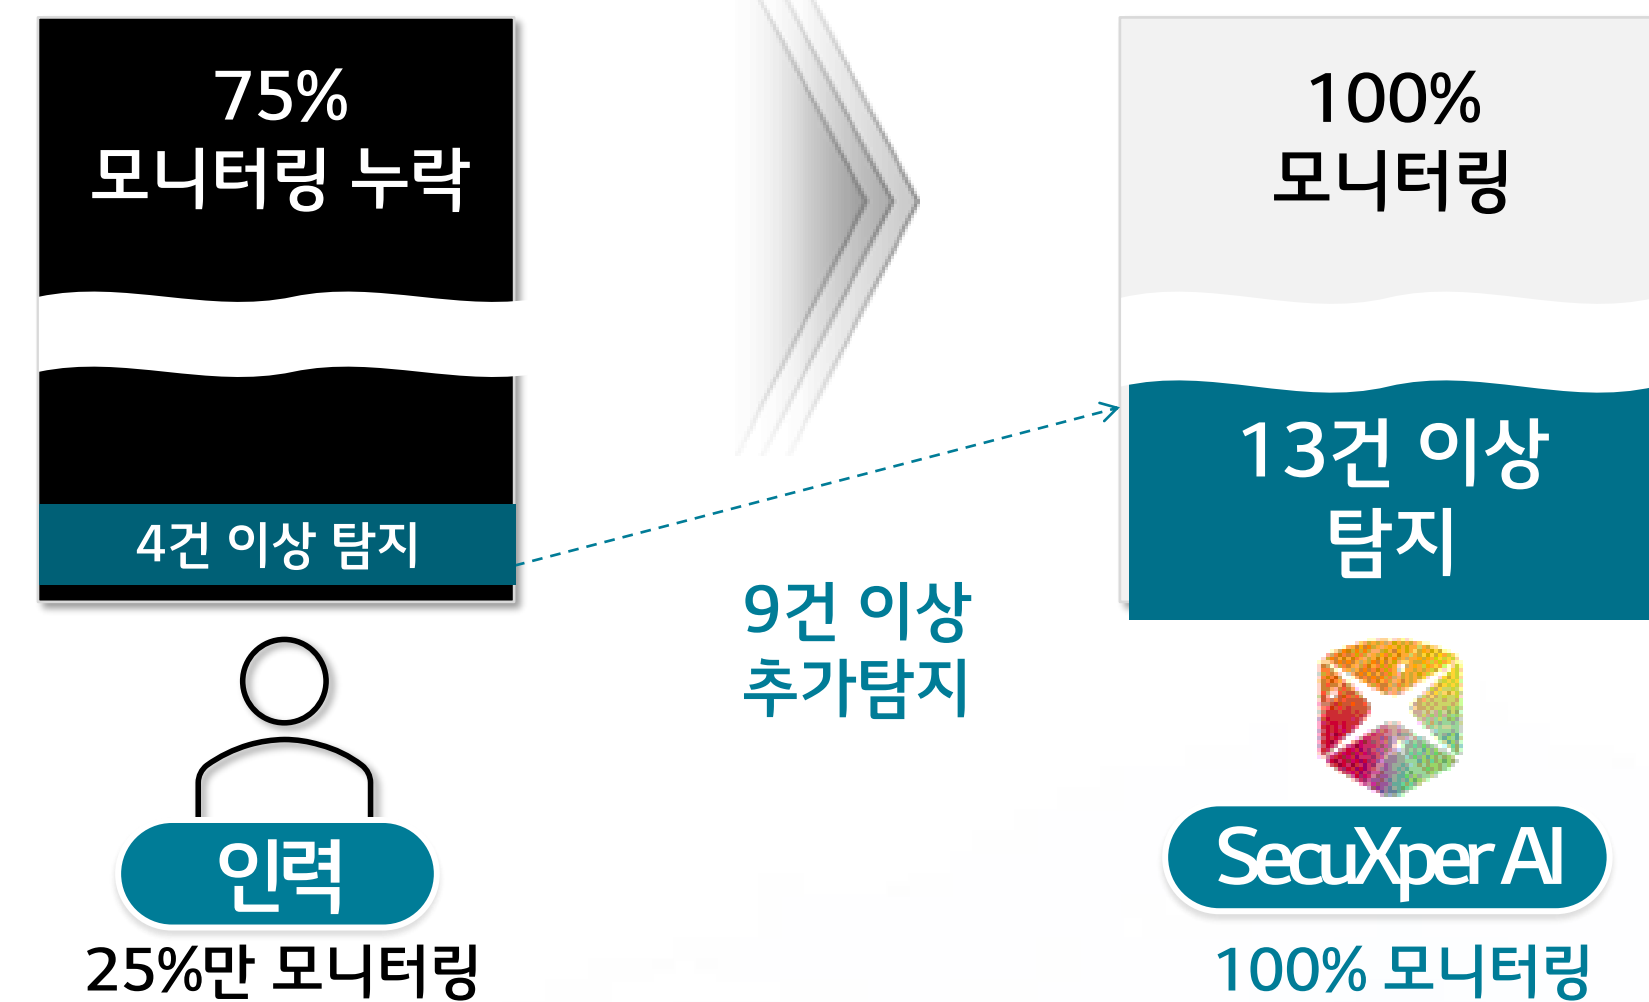 75%
모니터링 누락
4건 이상 탐지
인력
25%만 모니터링
9건 이상
추가탐지
100%
모니터링
13건 이상
탐지
SecuXper AI
100% 모니터링